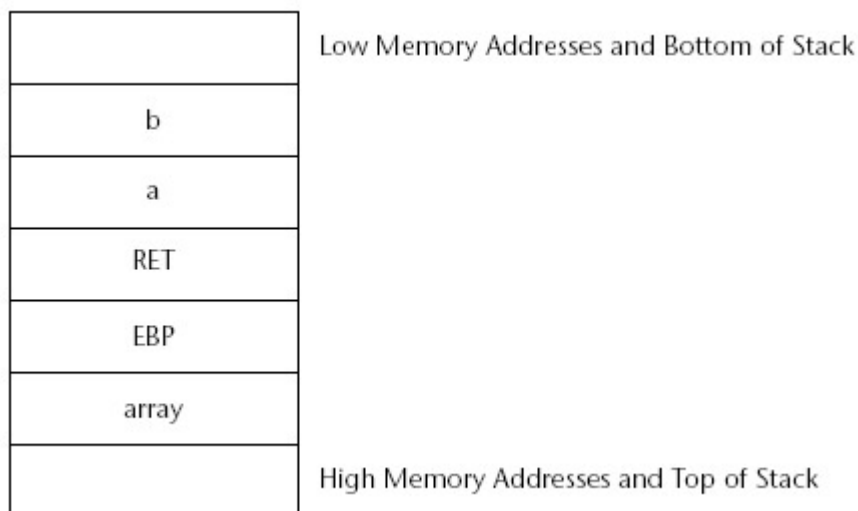 Low Memory Addresses and Bottom of Stack
b
a
RET
EBP
array
High Memory Addresses and Top of Stack